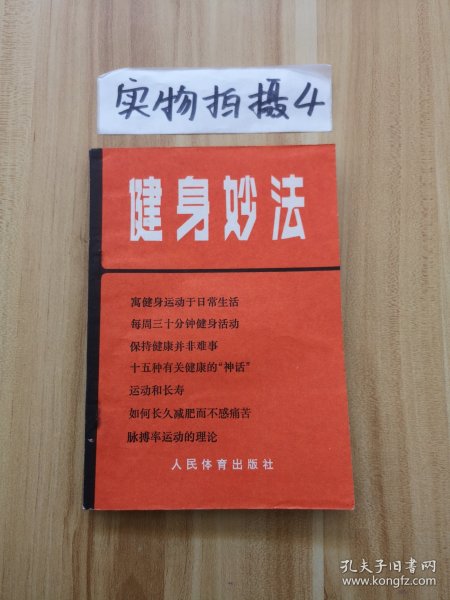 实物拍摄4
健身妙法
寓健身运动于日常生活
每周三十分钟健身活动
保持健康并非难事
十五种有关健康的“神话”
运动和长寿
如何长久减肥而不感痛苦
脉搏率运动的理论
人民体育出版社
孔夫子旧书网
www.kongfz.com